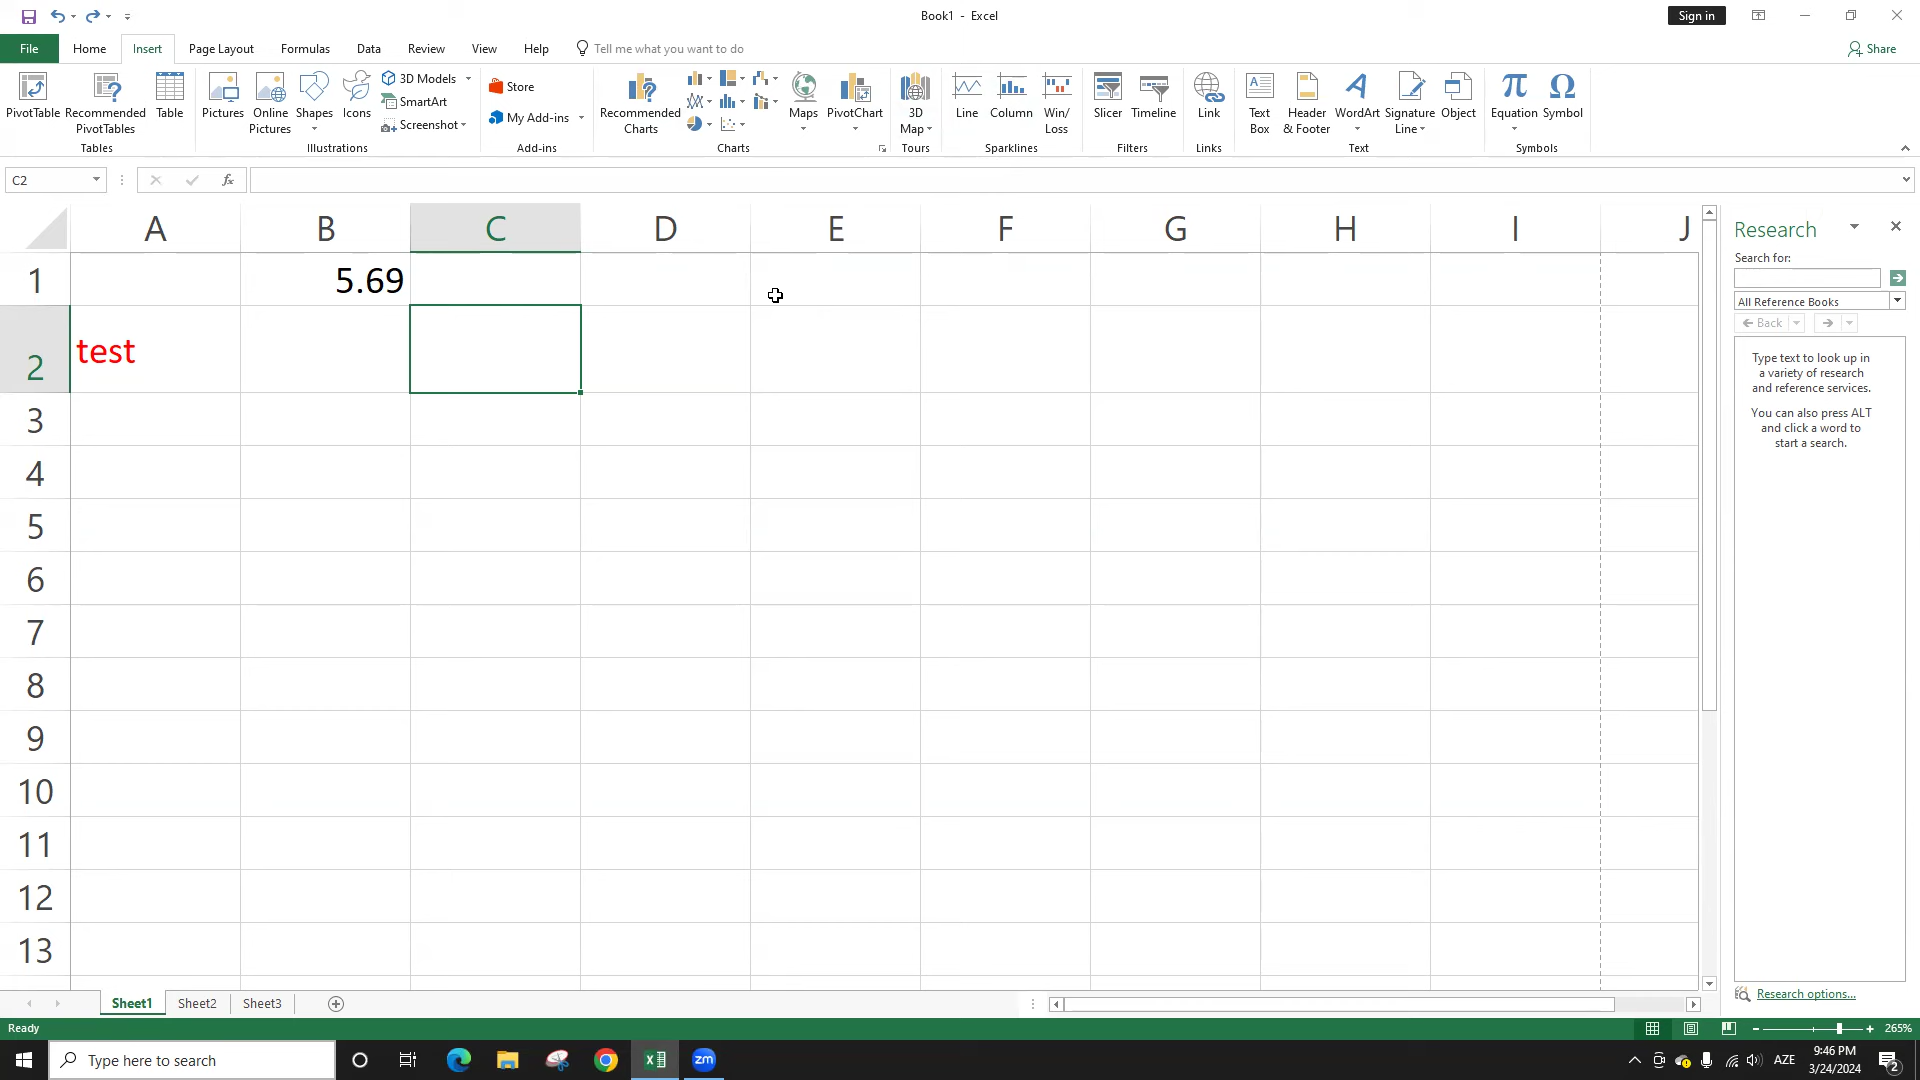 Book1 - Excel
Sign in
File Home Insert Page Layout Formulas Data Review View Help Tell me what you want to do Share
PivotTable Recommended PivotTables Table
Tables
Pictures Online Pictures Shapes Icons 3D Models SmartArt Screenshot
Illustrations
Store
My Add-ins
Add-ins
Recommended Charts Maps PivotChart
Charts
3D Map
Tours
Line Column Win/Loss
Sparklines
Slicer Timeline
Filters
Link
Links
Text Box Header & Footer WordArt Signature Line Object
Text
Equation Symbol
Symbols
C2 fx
A B C D E F G H I J
1 5.69
2 test
3
4
5
6
7
8
9
10
11
12
13
Research
Search for:
All Reference Books
Back
Type text to look up in
a variety of research
and reference services.
You can also press ALT
and click a word to
start a search.
Research options...
Sheet1 Sheet2 Sheet3
Ready
265%
Type here to search
zm
AZE
9:46 PM
3/24/2024
2